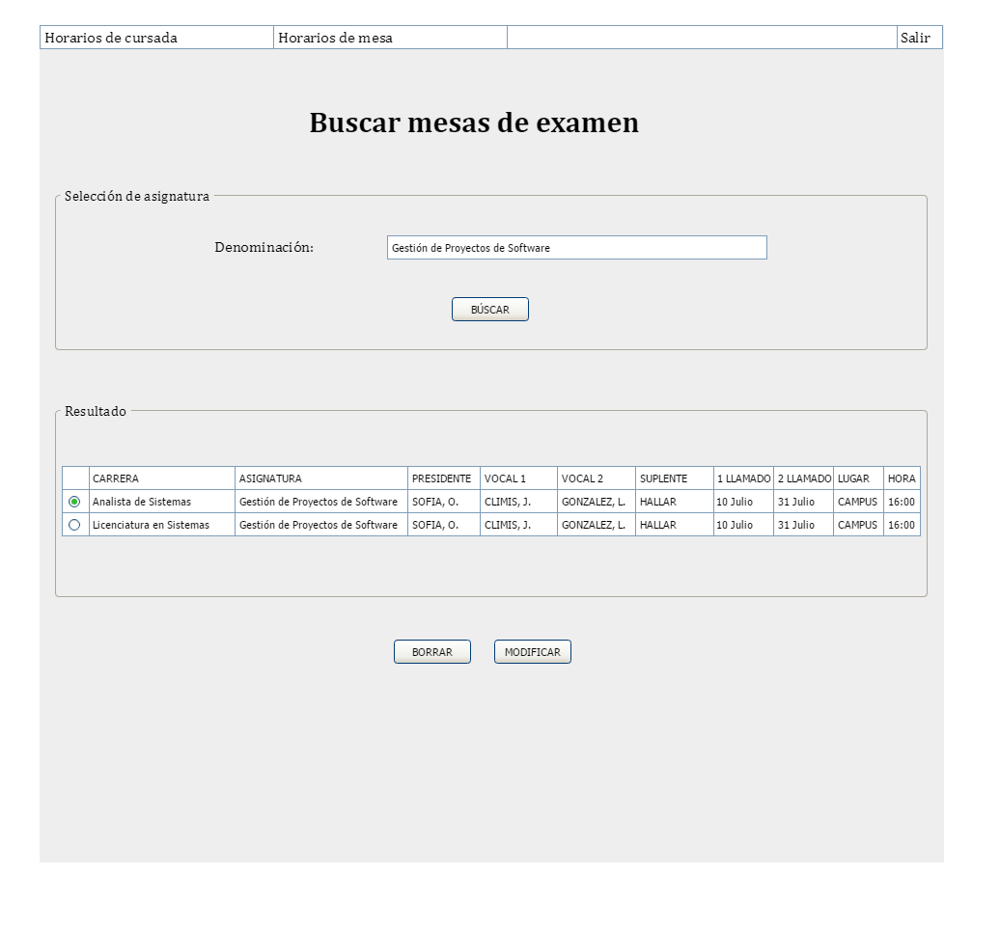 Horarios de cursada Horarios de mesa Salir
Buscar mesas de examen
Selección de asignatura
Denominación: Gestión de Proyectos de Software
BÚSCAR
Resultado
CARRERA ASIGNATURA PRESIDENTE VOCAL 1 VOCAL 2 SUPLENTE 1 LLAMADO 2 LLAMADO LUGAR HORA
Analista de Sistemas Gestión de Proyectos de Software SOFIA, O. CLIMIS, J. GONZALEZ, L. HALLAR 10 Julio 31 Julio CAMPUS 16:00
Licenciatura en Sistemas Gestión de Proyectos de Software SOFIA, O. CLIMIS, J. GONZALEZ, L. HALLAR 10 Julio 31 Julio CAMPUS 16:00
BORRAR MODIFICAR